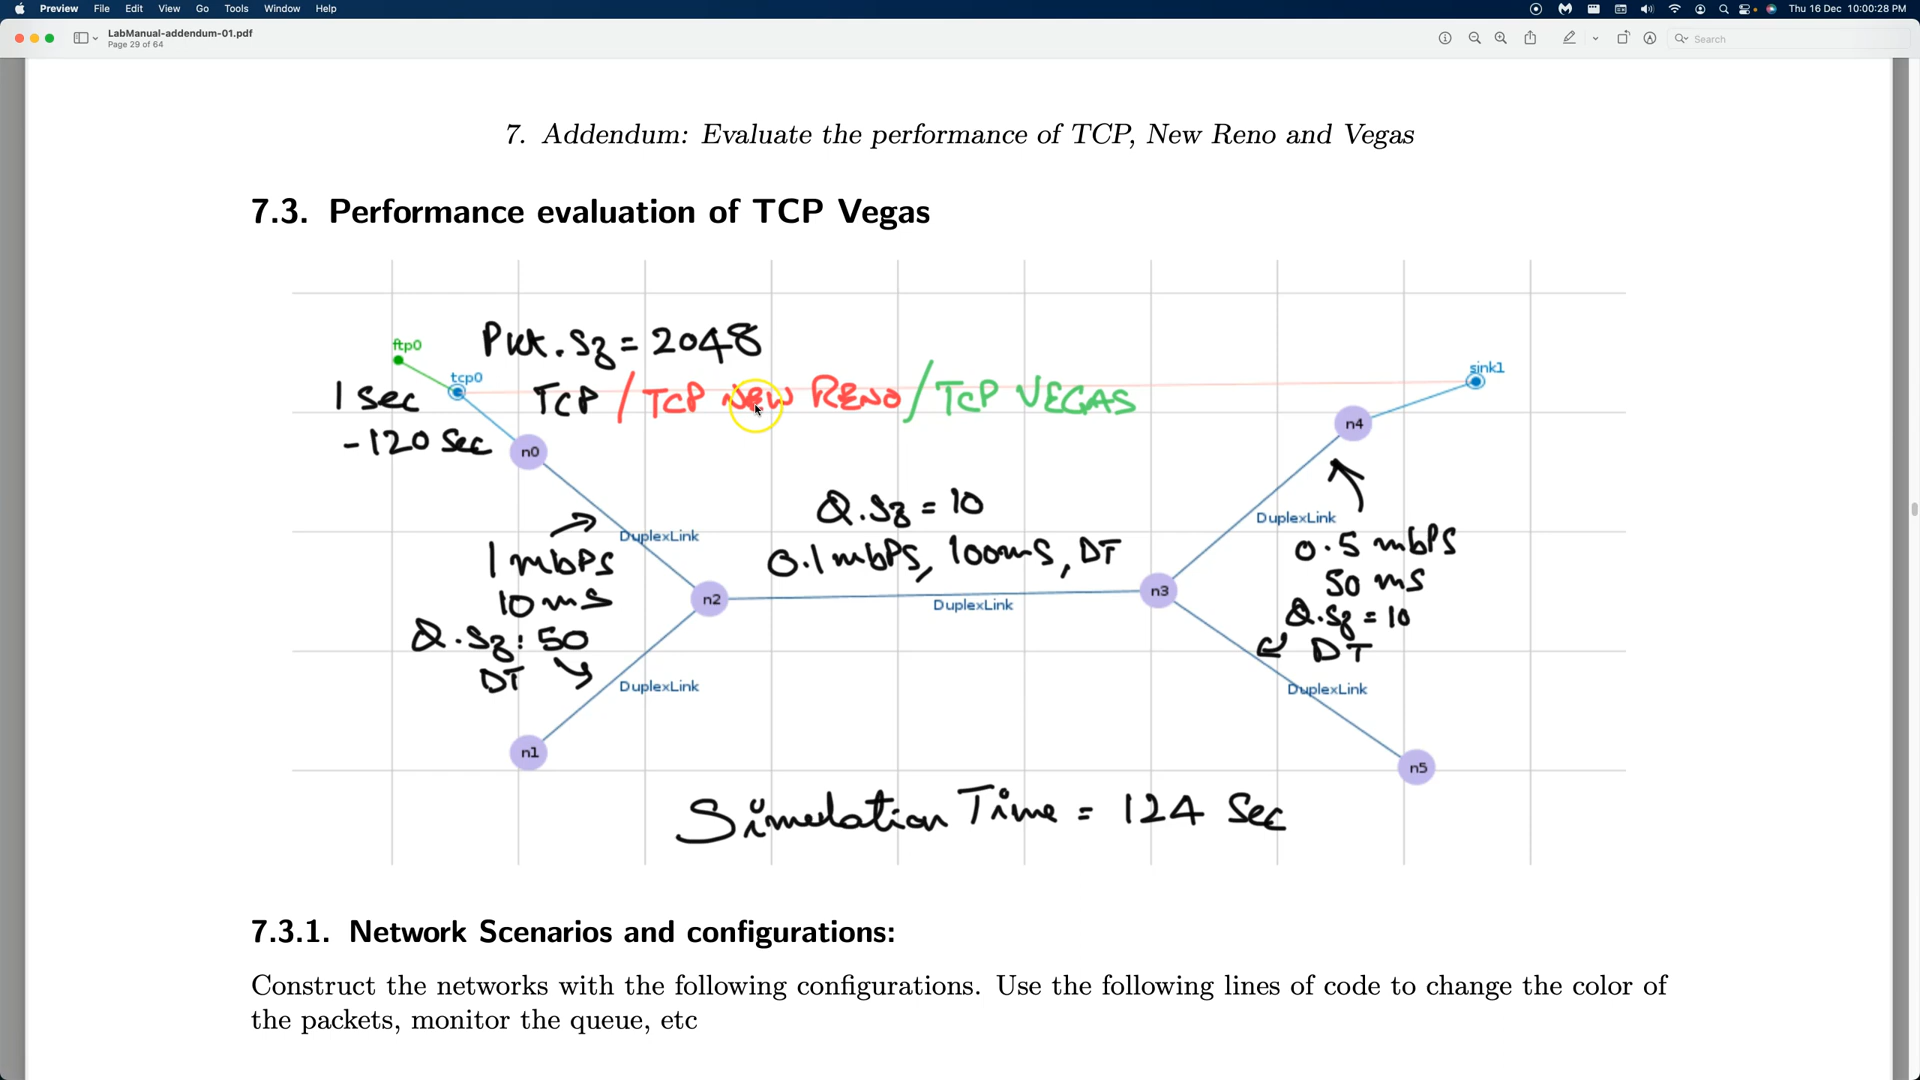 Preview File Edit View Go Tools Window Help Thu 16 Dec 10:00:28 PM
LabManual-addendum-01.pdf
Page 29 of 64
Search
7. Addendum: Evaluate the performance of TCP, New Reno and Vegas
7.3. Performance evaluation of TCP Vegas
ftp0
Pkt.Sz = 2048
tcp0
sink1
1 sec
-120 Sec
TCP / TCP NEW RENO / TCP VEGAS
n0
n4
Q.Sz = 10
0.1 mbPS, 100mS, DT
DuplexLink
1 mbPS
10 mS
Q.Sz: 50
DT
DuplexLink
0.5 mbPS
50 mS
Q.Sz = 10
DT
n2
DuplexLink
n3
DuplexLink
DuplexLink
n1
n5
Simulation Time = 124 Sec
7.3.1. Network Scenarios and configurations:
Construct the networks with the following configurations. Use the following lines of code to change the color of
the packets, monitor the queue, etc